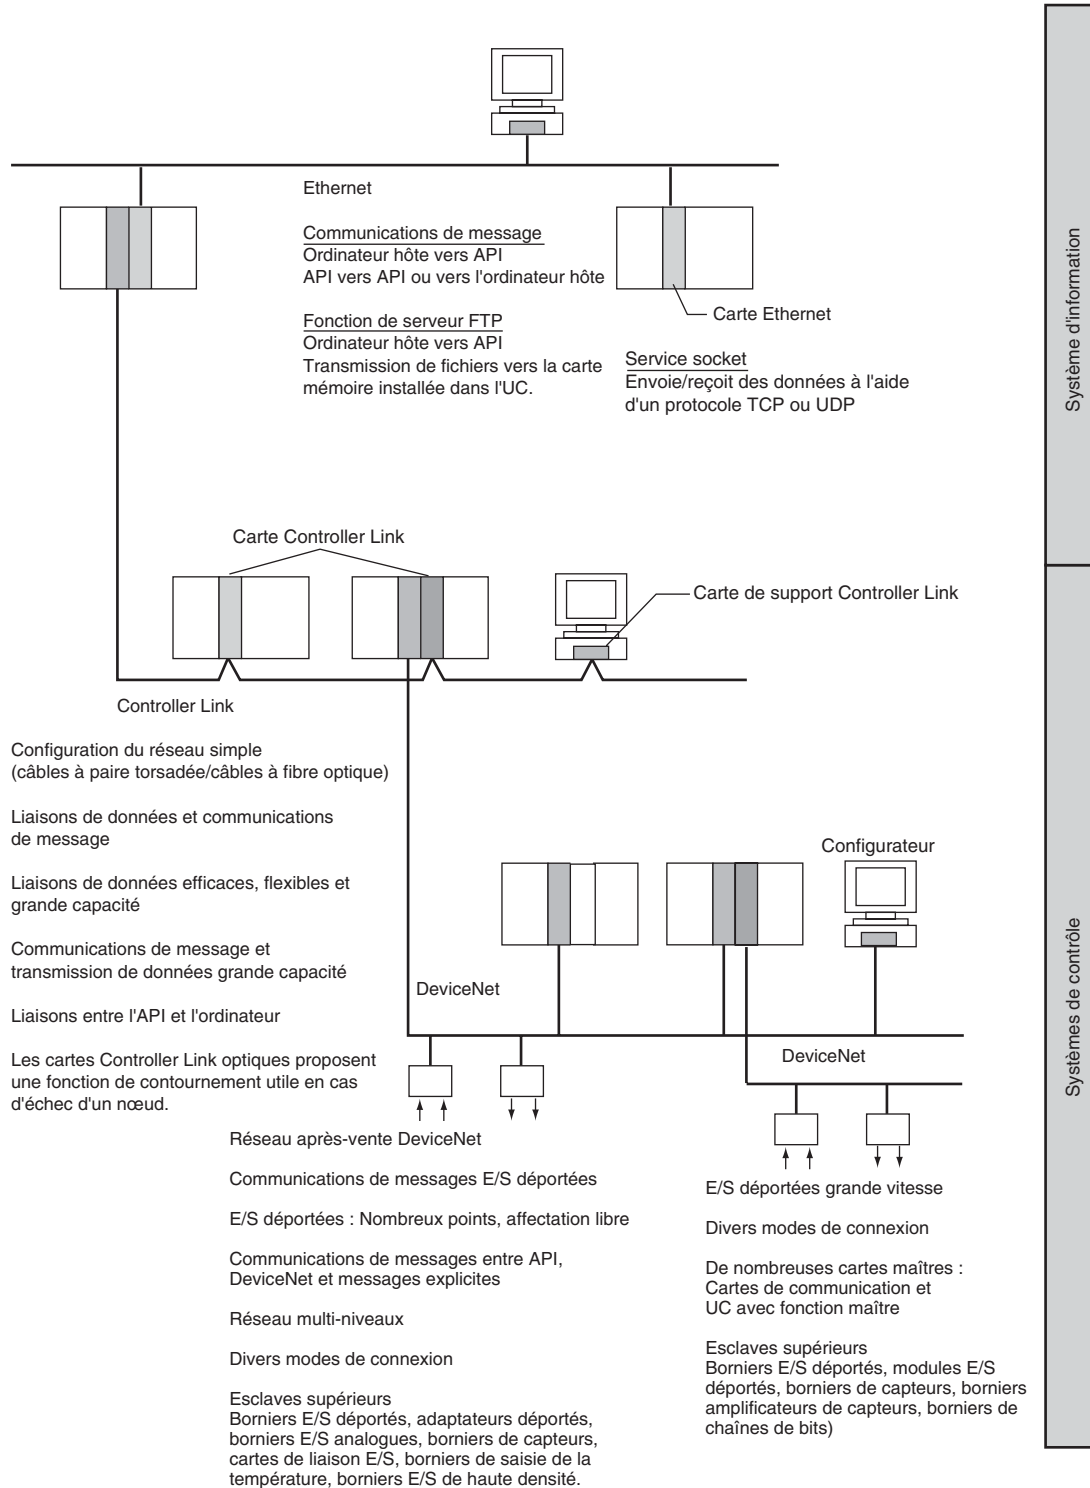 Ethernet
Communications de message
Ordinateur hôte vers API
API vers API ou vers l'ordinateur hôte
Carte Ethernet
Fonction de serveur FTP
Ordinateur hôte vers API
Transmission de fichiers vers la carte
mémoire installée dans l'UC.
Service socket
Envoie/reçoit des données à l'aide
d'un protocole TCP ou UDP
Système d'information
Carte Controller Link
Carte de support Controller Link
Controller Link
Configuration du réseau simple
(câbles à paire torsadée/câbles à fibre optique)
Liaisons de données et communications
de message
Liaisons de données efficaces, flexibles et
grande capacité
Communications de message et
transmission de données grande capacité
Liaisons entre l'API et l'ordinateur
Les cartes Controller Link optiques proposent
une fonction de contournement utile en cas
d'échec d'un nœud.
Configurateur
DeviceNet
DeviceNet
Systèmes de contrôle
Réseau après-vente DeviceNet
Communications de messages E/S déportées
E/S déportées : Nombreux points, affectation libre
Communications de messages entre API,
DeviceNet et messages explicites
Réseau multi-niveaux
Divers modes de connexion
Esclaves supérieurs
Borniers E/S déportés, adaptateurs déportés,
borniers E/S analogues, borniers de capteurs,
cartes de liaison E/S, borniers de saisie de la
température, borniers E/S de haute densité.
E/S déportées grande vitesse
Divers modes de connexion
De nombreuses cartes maîtres :
Cartes de communication et
UC avec fonction maître
Esclaves supérieurs
Borniers E/S déportés, modules E/S
déportés, borniers de capteurs, borniers
amplificateurs de capteurs, borniers de
chaînes de bits)